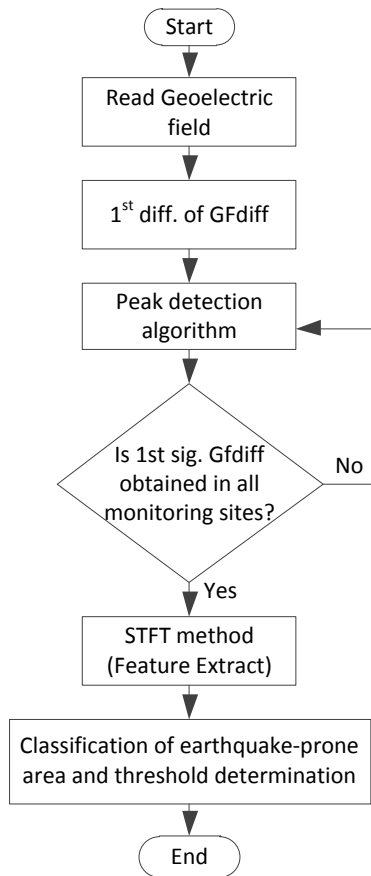 Start
Read Geoelectric
field
1st diff. of GFdiff
Peak detection
algorithm
Is 1st sig. Gfdiff
obtained in all
monitoring sites?
No
Yes
STFT method
(Feature Extract)
Classification of earthquake-prone
area and threshold determination
End